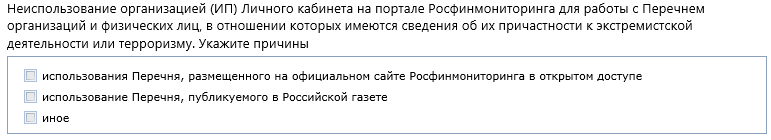 Неиспользование организацией (ИП) Личного кабинета на портале Росфинмониторинга для работы с Перечнем
организаций и физических лиц, в отношении которых имеются сведения об их причастности к экстремистской
деятельности или терроризму. Укажите причины
использования Перечня, размещенного на официальном сайте Росфинмониторинга в открытом доступе
использование Перечня, публикуемого в Российской газете
иное